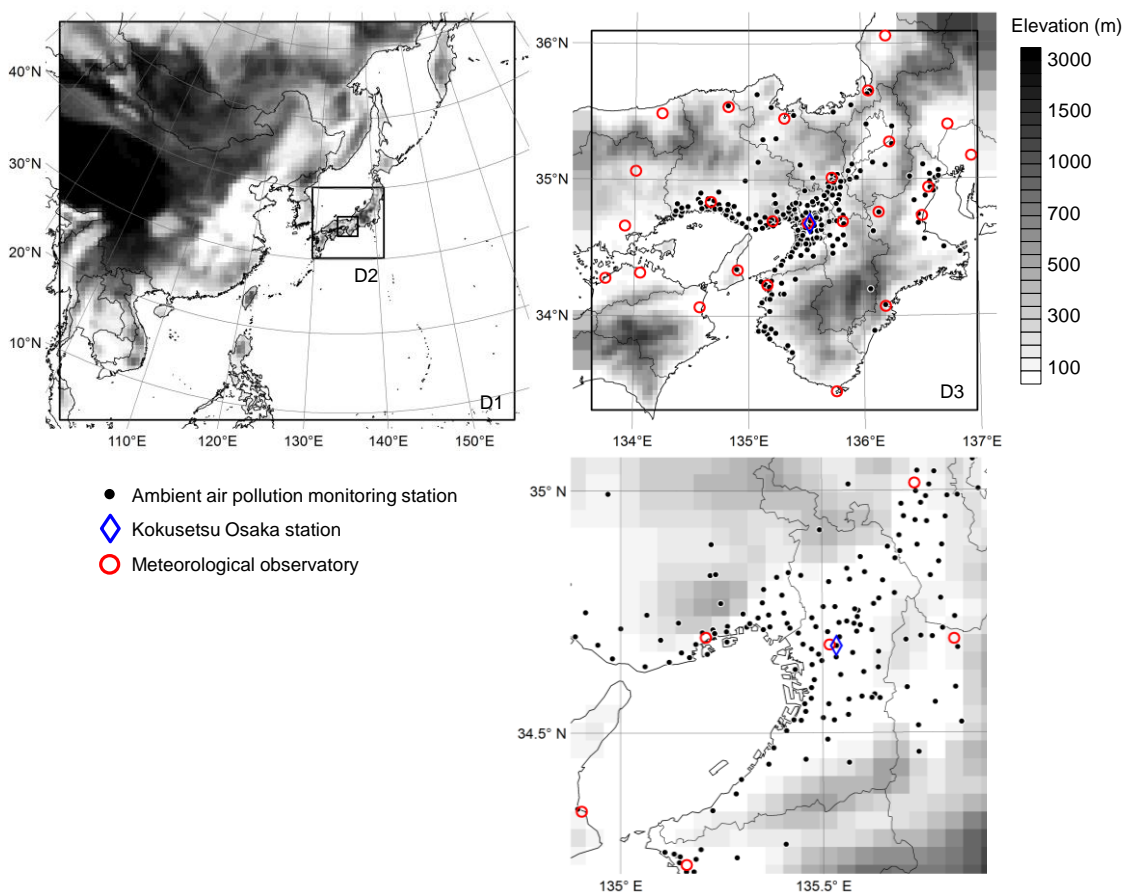 Elevation (m)
3000
1500
1000
700
500
300
100
40°N
30°N
20°N
10°N
D2
D1
110°E
120°E
130°E
140°E
150°E
36°N
35°N
34°N
D3
134°E
135°E
136°E
137°E
Ambient air pollution monitoring station
Kokusetsu Osaka station
Meteorological observatory
35°N
34.5° N
135° E
135.5° E